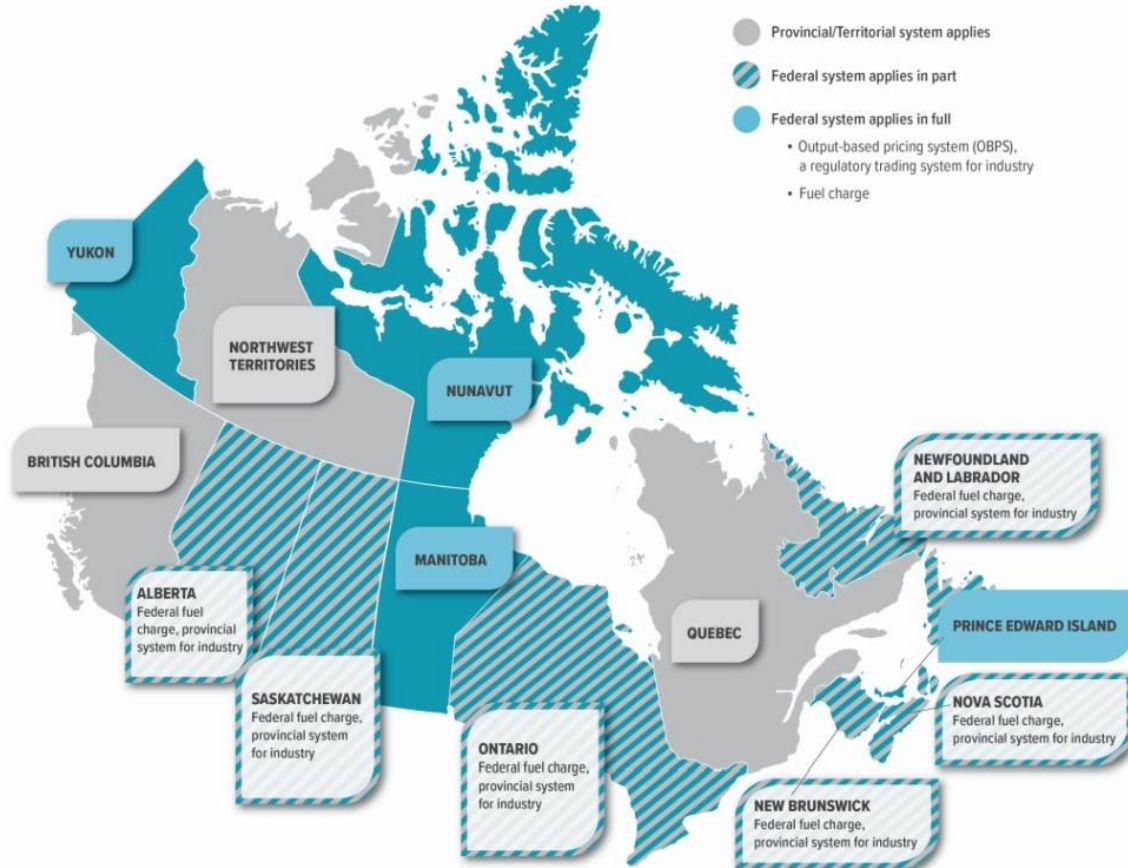 Provincial/Territorial system applies
Federal system applies in part
Federal system applies in full
• Output-based pricing system (OBPS),
a regulatory trading system for industry
• Fuel charge
YUKON
NORTHWEST
TERRITORIES
NUNAVUT
BRITISH COLUMBIA
NEWFOUNDLAND
AND LABRADOR
Federal fuel charge,
provincial system for industry
MANITOBA
ALBERTA
Federal fuel
charge, provincial
system for industry
QUEBEC
PRINCE EDWARD ISLAND
SASKATCHEWAN
Federal fuel charge,
provincial system
for industry
NOVA SCOTIA
Federal fuel charge,
provincial system for industry
ONTARIO
Federal fuel charge,
provincial system
for industry
NEW BRUNSWICK
Federal fuel charge,
provincial system for industry